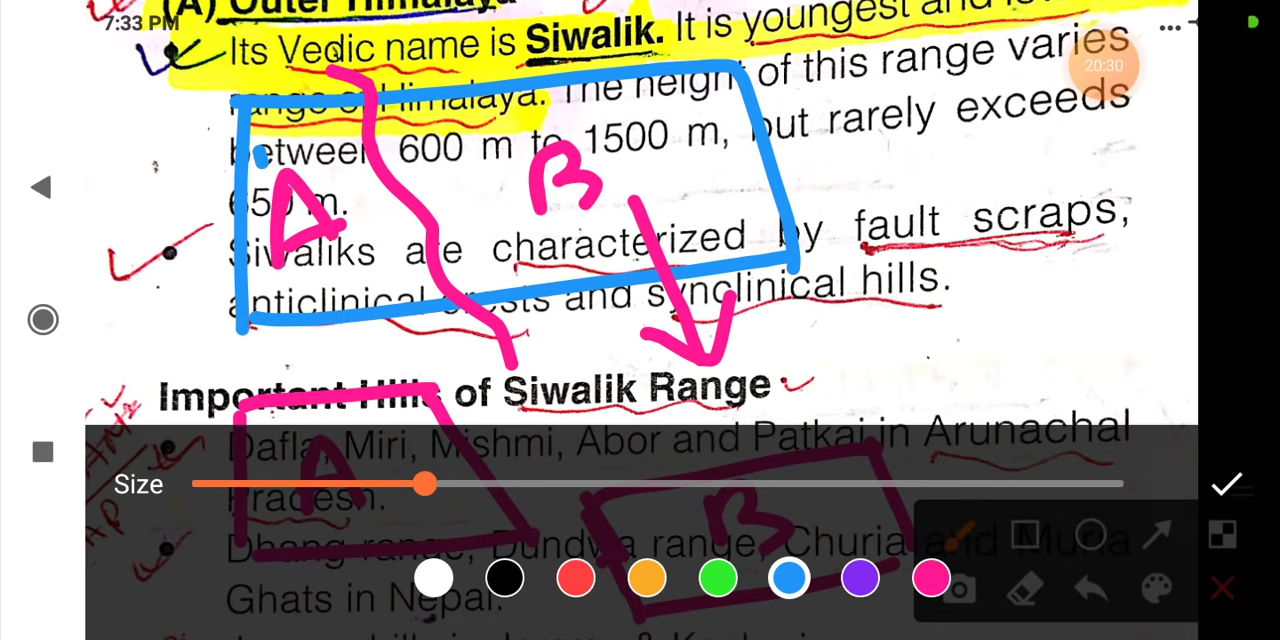 (A) Outer Himalaya
7:33 PM
Its Vedic name is Siwalik. It is youngest and
20:30
range of Himalaya. The height of this range varies
between 600 m to 1500 m, but rarely exceeds
650 m.
A
B
Siwaliks are characterized by fault scraps,
anticlinical crests and synclinical hills.
Important Hills of Siwalik Range
Dafla, Miri, Mishmi, Abor and Patkai in Arunachal
Size
A
B
Pradesh.
Dhang range, Dundwa range, Churia and Muria
Ghats in Nepal.